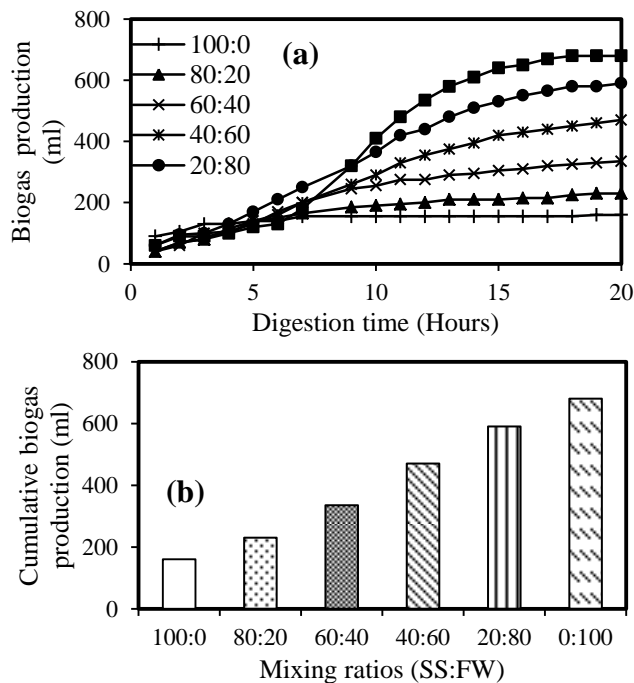 800
600
400
200
0
Biogas production
(ml)
(a)
100:0
80:20
60:40
40:60
20:80
0 5 10 15 20
Digestion time (Hours)
800
600
400
200
0
Cumulative biogas
production (ml)
(b)
100:0 80:20 60:40 40:60 20:80 0:100
Mixing ratios (SS:FW)